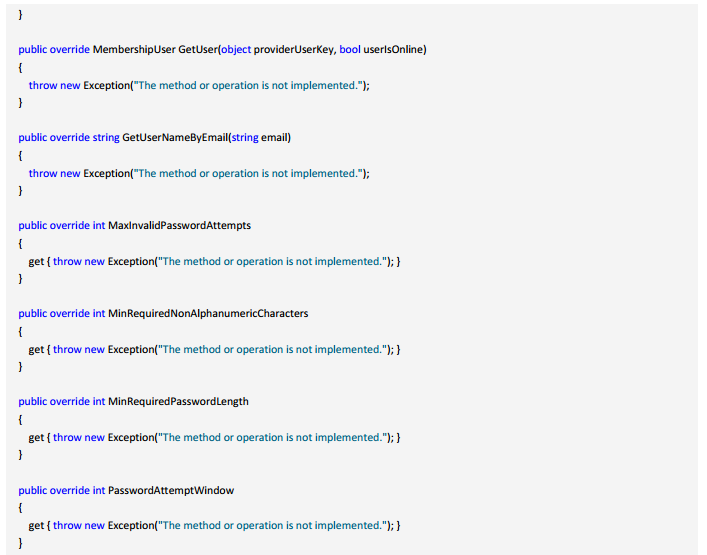 }
public override MembershipUser GetUser(object providerUserKey, bool userIsOnline)
{
throw new Exception("The method or operation is not implemented.");
}
public override string GetUserNameByEmail(string email)
{
throw new Exception("The method or operation is not implemented.");
}
public override int MaxInvalidPasswordAttempts
{
get { throw new Exception("The method or operation is not implemented."); }
}
public override int MinRequiredNonAlphanumericCharacters
{
get { throw new Exception("The method or operation is not implemented."); }
}
public override int MinRequiredPasswordLength
{
get { throw new Exception("The method or operation is not implemented."); }
}
public override int PasswordAttemptWindow
{
get { throw new Exception("The method or operation is not implemented."); }
}